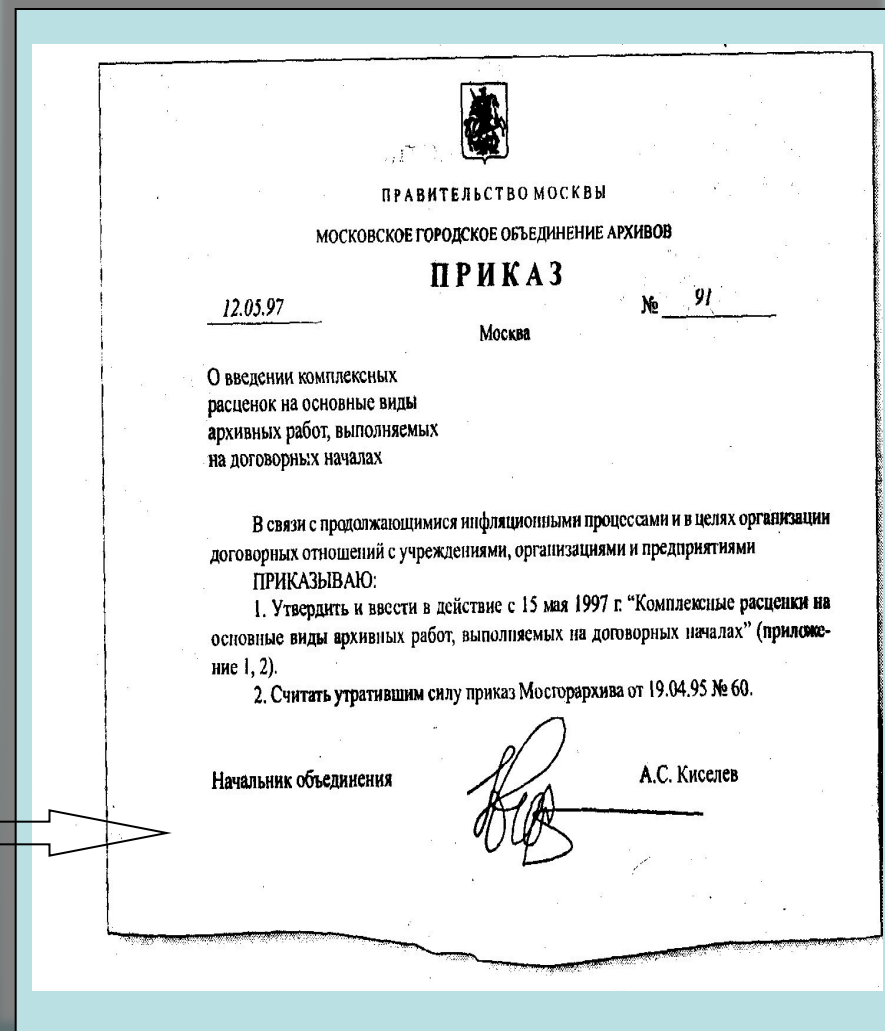 ПРАВИТЕЛЬСТВО МОСКВЫ
МОСКОВСКОЕ ГОРОДСКОЕ ОБЪЕДИНЕНИЕ АРХИВОВ
ПРИКАЗ
12.05.97 № 91
Москва
О введении комплексных
расценок на основные виды
архивных работ, выполняемых
на договорных началах
В связи с продолжающимися инфляционными процессами и в целях организации
договорных отношений с учреждениями, организациями и предприятиями
ПРИКАЗЫВАЮ:
1. Утвердить и ввести в действие с 15 мая 1997 г. “Комплексные расценки на
основные виды архивных работ, выполняемых на договорных началах” (приложе-
ние 1, 2).
2. Считать утратившим силу приказ Мосгорархива от 19.04.95 № 60.
Начальник объединения А.С. Киселев